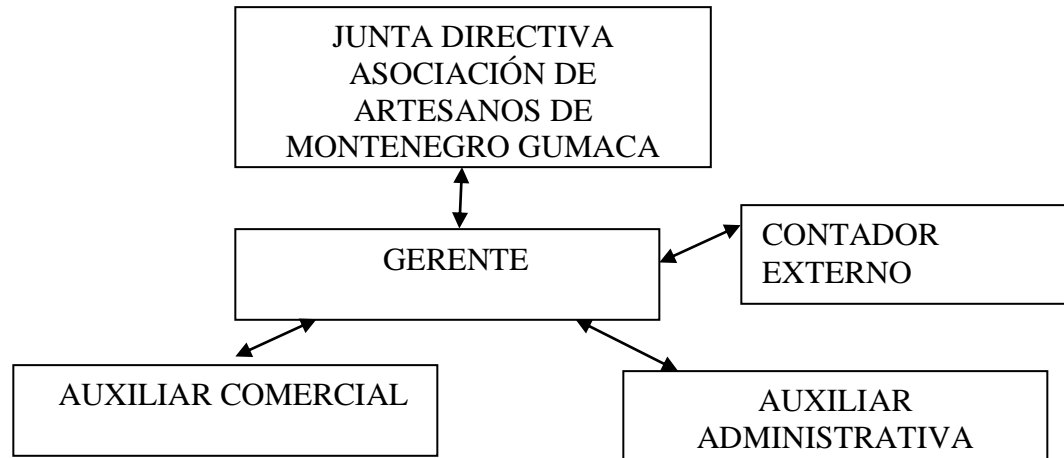 JUNTA DIRECTIVA
ASOCIACIÓN DE
ARTESANOS DE
MONTENEGRO GUMACA
GERENTE
CONTADOR
EXTERNO
AUXILIAR COMERCIAL
AUXILIAR
ADMINISTRATIVA